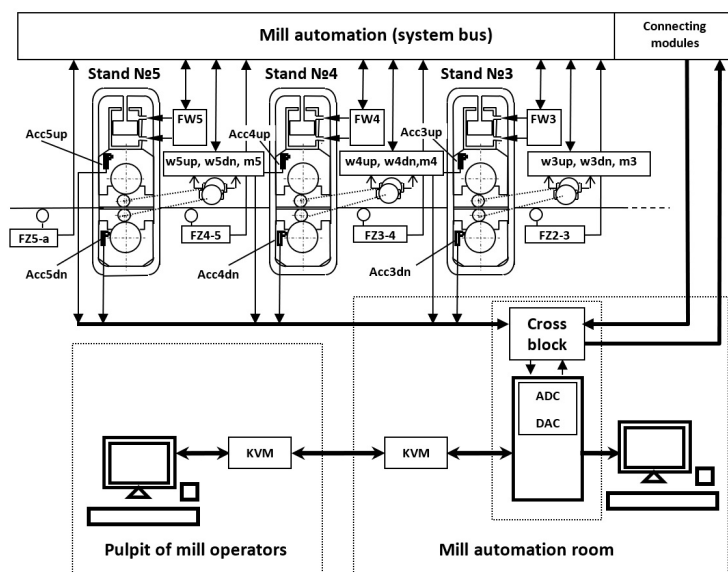 Mill automation (system bus)
Connecting
modules
Stand №5
Stand №4
Stand №3
FW5
FW4
FW3
Acc5up
Acc4up
Acc3up
w5up, w5dn, m5
w4up, w4dn,m4
w3up, w3dn, m3
FZ5-a
FZ4-5
FZ3-4
FZ2-3
Acc5dn
Acc4dn
Acc3dn
Cross
block
ADC
DAC
KVM
KVM
Pulpit of mill operators
Mill automation room